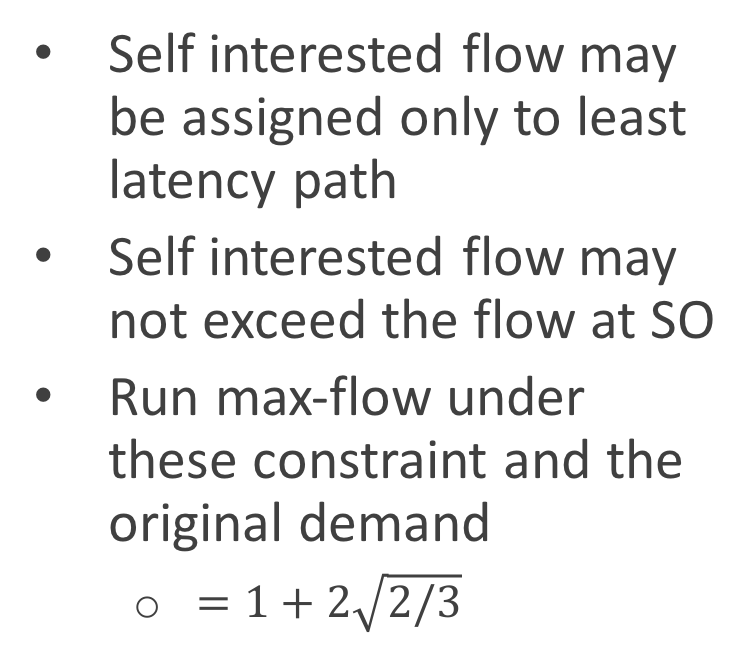 • Self interested flow may
be assigned only to least
latency path
• Self interested flow may
not exceed the flow at SO
• Run max-flow under
these constraint and the
original demand
○ = 1 + 2√2/3